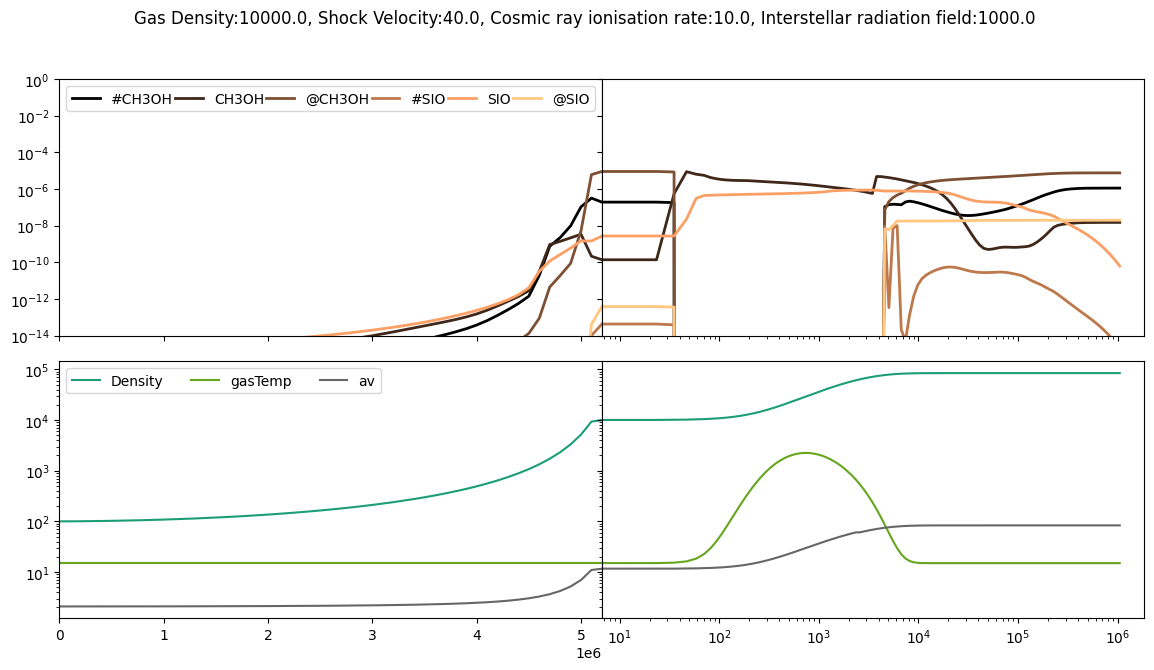 Gas Density:10000.0, Shock Velocity:40.0, Cosmic ray ionisation rate:10.0, Interstellar radiation field:1000.0
10^0
10^-2
10^-4
10^-6
10^-8
10^-10
10^-12
10^-14
#CH3OH CH3OH @CH3OH #SIO SIO @SIO
10^5
10^4
10^3
10^2
10^1
Density gasTemp av
0 1 2 3 4 5
1e6
10^1 10^2 10^3 10^4 10^5 10^6